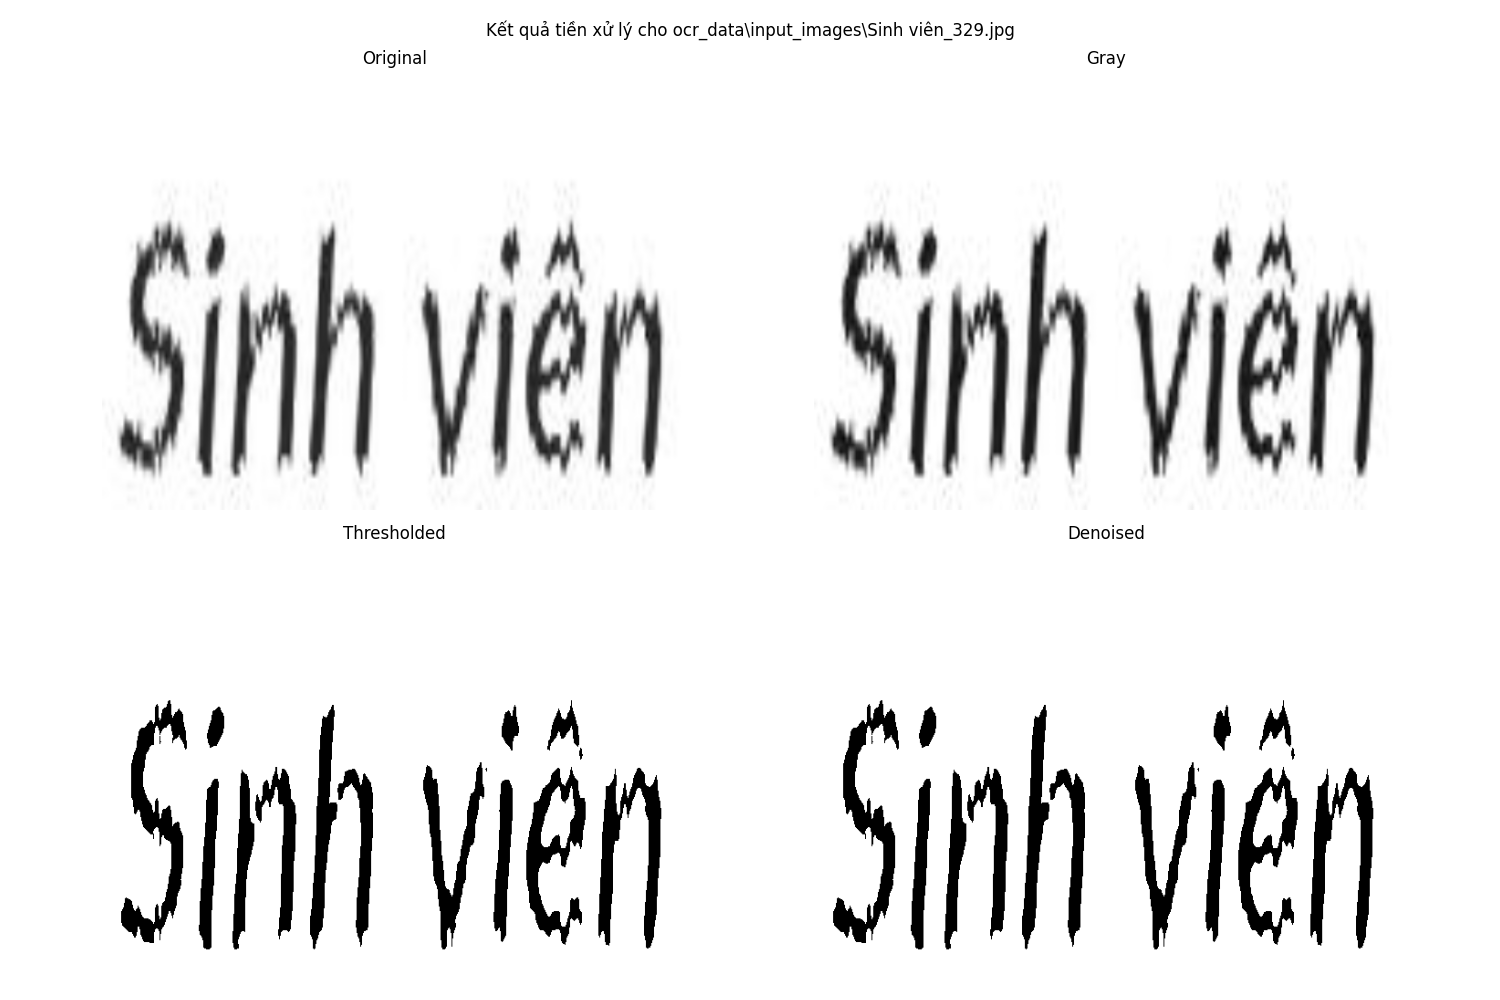 Kết quả tiền xử lý cho ocr_data\input_images\Sinh viên_329.jpg
Original
Gray
Sinh viên
Sinh viên
Thresholded
Denoised
Sinh viên
Sinh viên